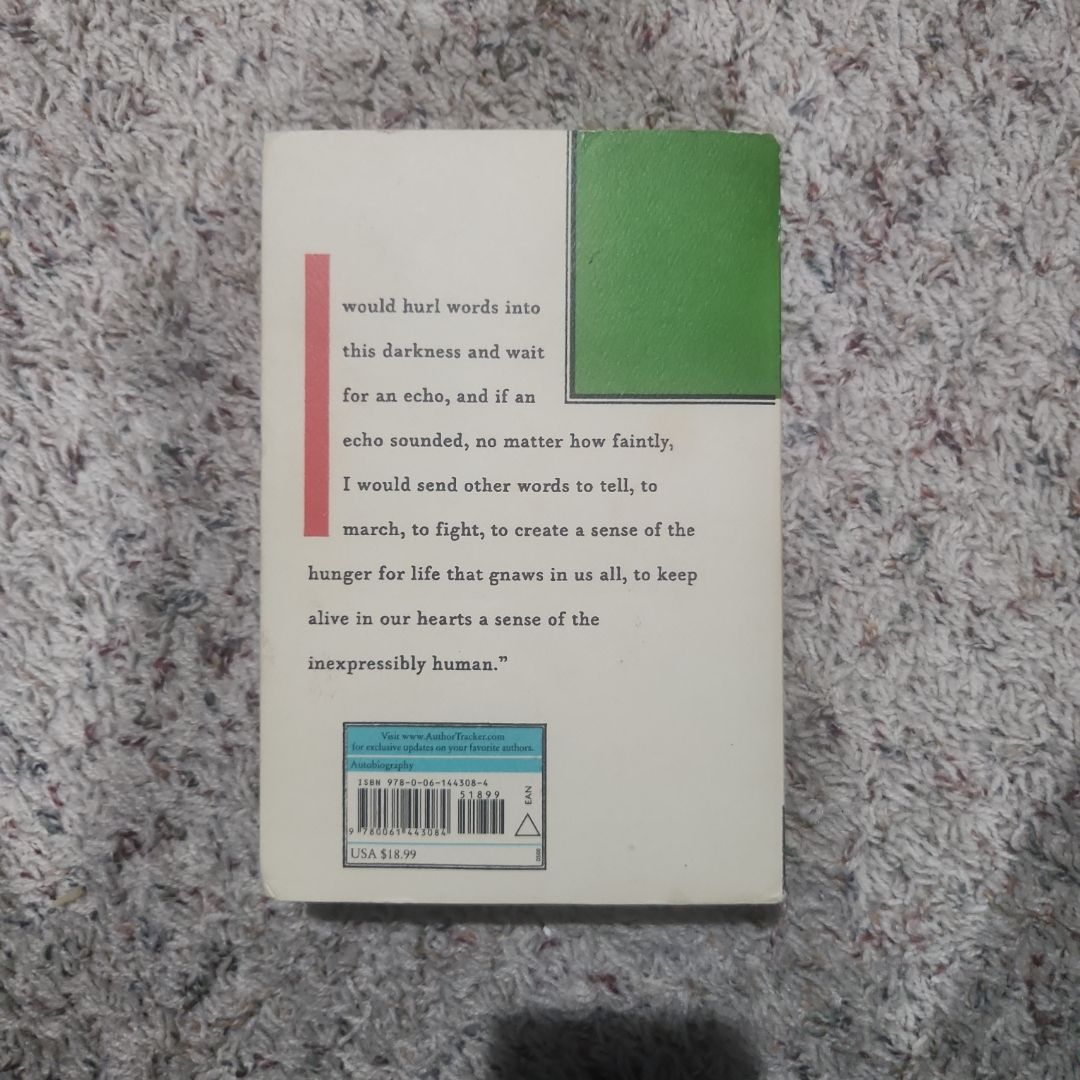 I would hurl words into
this darkness and wait
for an echo, and if an
echo sounded, no matter how faintly,
I would send other words to tell, to
march, to fight, to create a sense of the
hunger for life that gnaws in us all, to keep
alive in our hearts a sense of the
inexpressibly human.”
Visit www.AuthorTracker.com
for exclusive updates on your favorite authors.
Autobiography
ISBN 978-0-06-144308-4
51899
EAN
9 780061 443084
USA $18.99